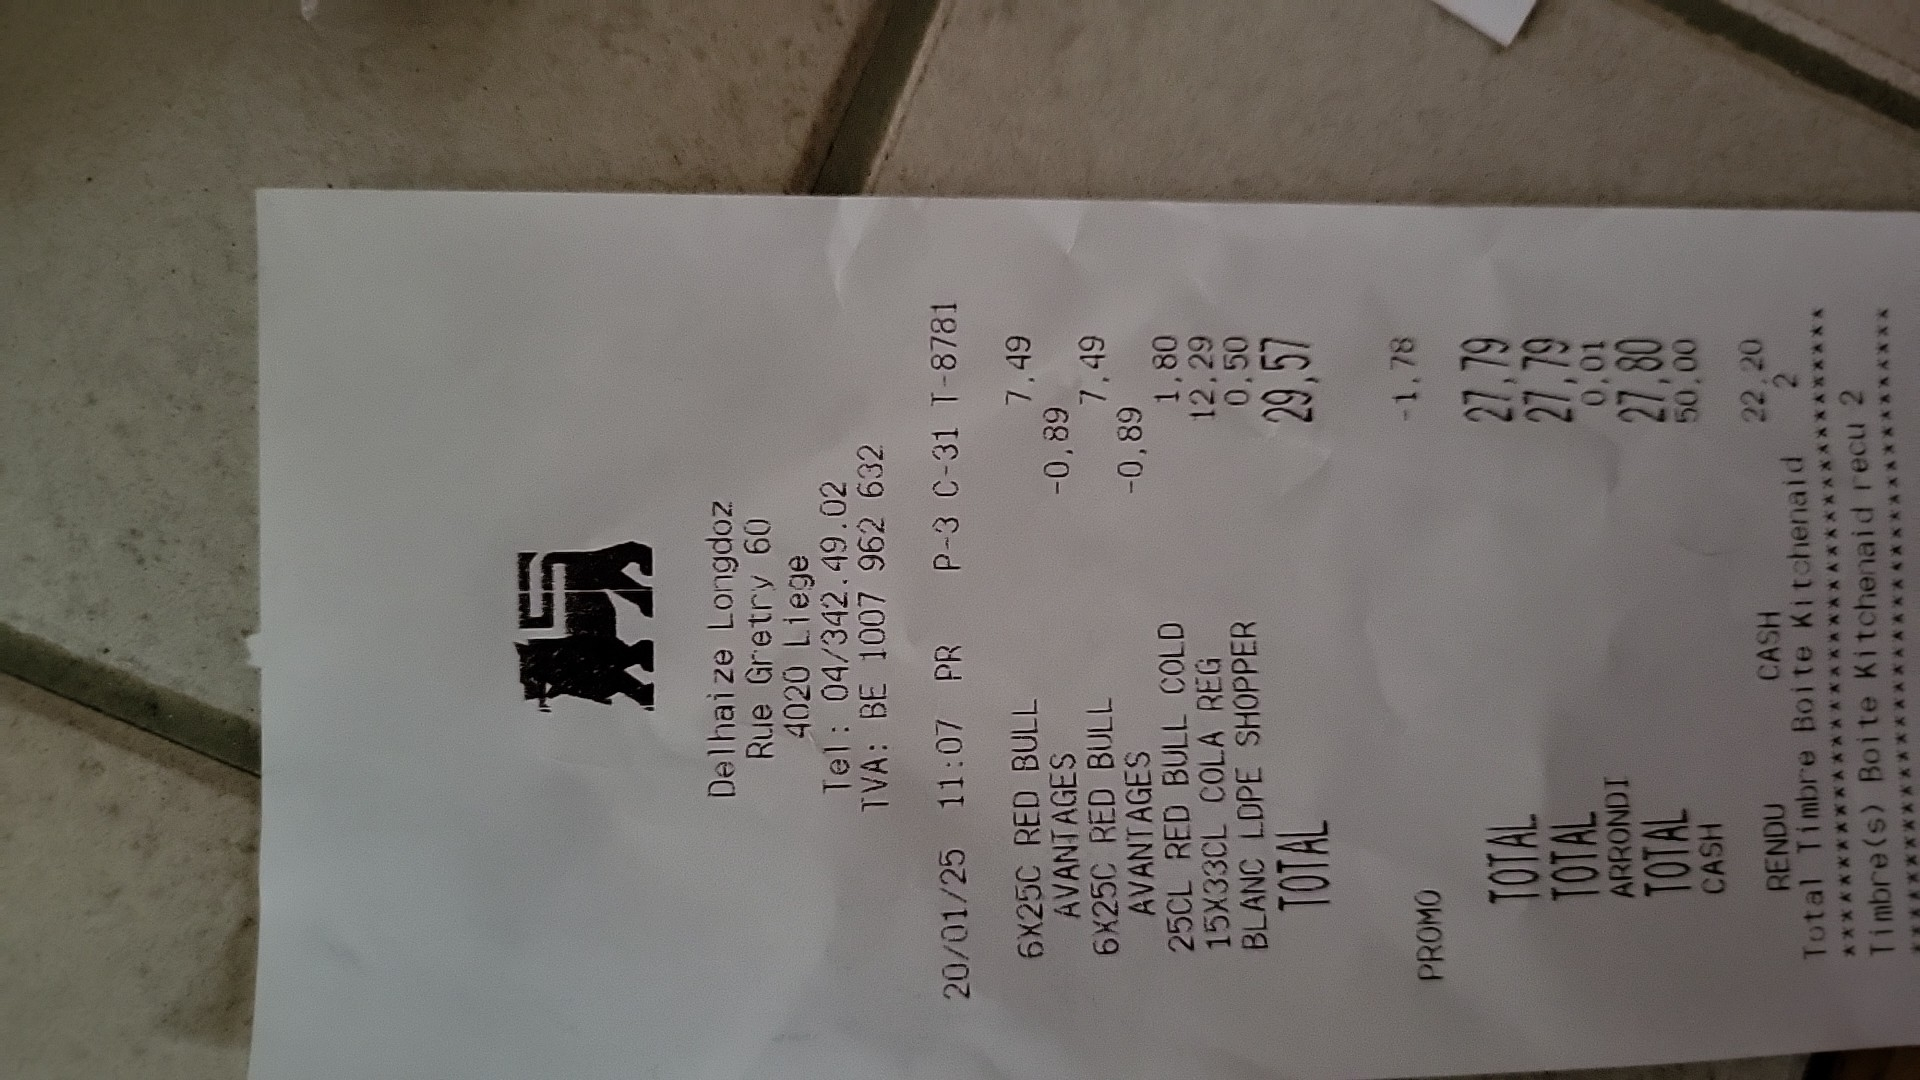 Delhaize Longdoz
Rue Gretry 60
4020 Liege
Tel: 04/342.49.02
TVA: BE 1007 962 632
20/01/25 11:07 PR P-3 C-31 T-8781
6X25C RED BULL 7,49
AVANTAGES -0,89
6X25C RED BULL 7,49
AVANTAGES -0,89
25CL RED BULL COLD 1,80
15X33CL COLA REG 12,29
BLANC LDPE SHOPPER 0,50
TOTAL 29,57
PROMO -1,78
TOTAL 27,79
TOTAL 27,79
ARRONDI 0,01
TOTAL 27,80
CASH 50,00
RENDU CASH 22,20
Total Timbre Boite Kitchenaid 2
****************************************
Timbre(s) Boite Kitchenaid recu 2
****************************************